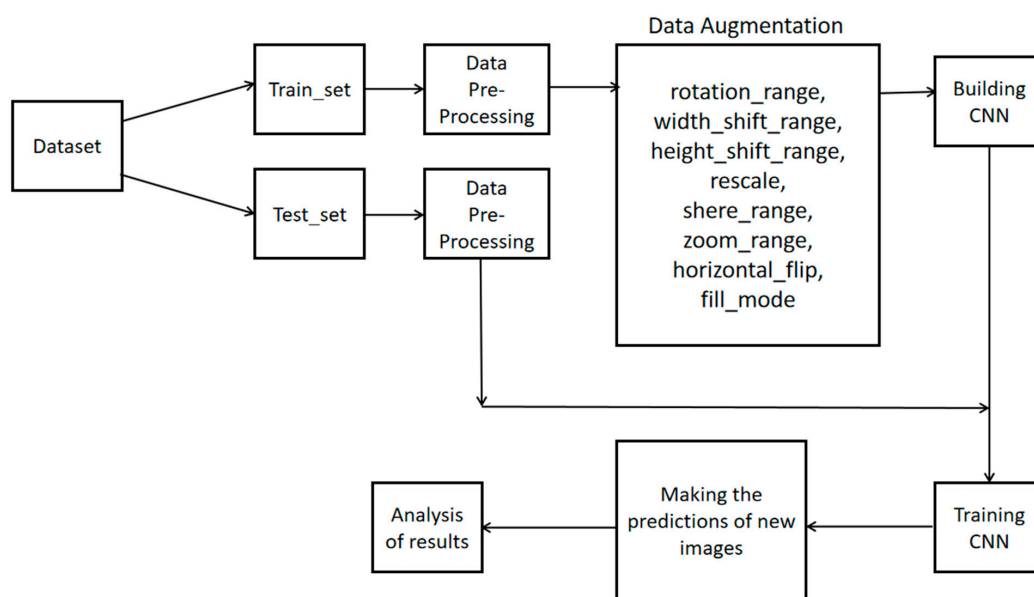 Data Augmentation
Dataset
Train_set
Data
Pre-
Processing
rotation_range,
width_shift_range,
height_shift_range,
rescale,
shere_range,
zoom_range,
horizontal_flip,
fill_mode
Building
CNN
Test_set
Data
Pre-
Processing
Training
CNN
Making the
predictions of new
images
Analysis
of results